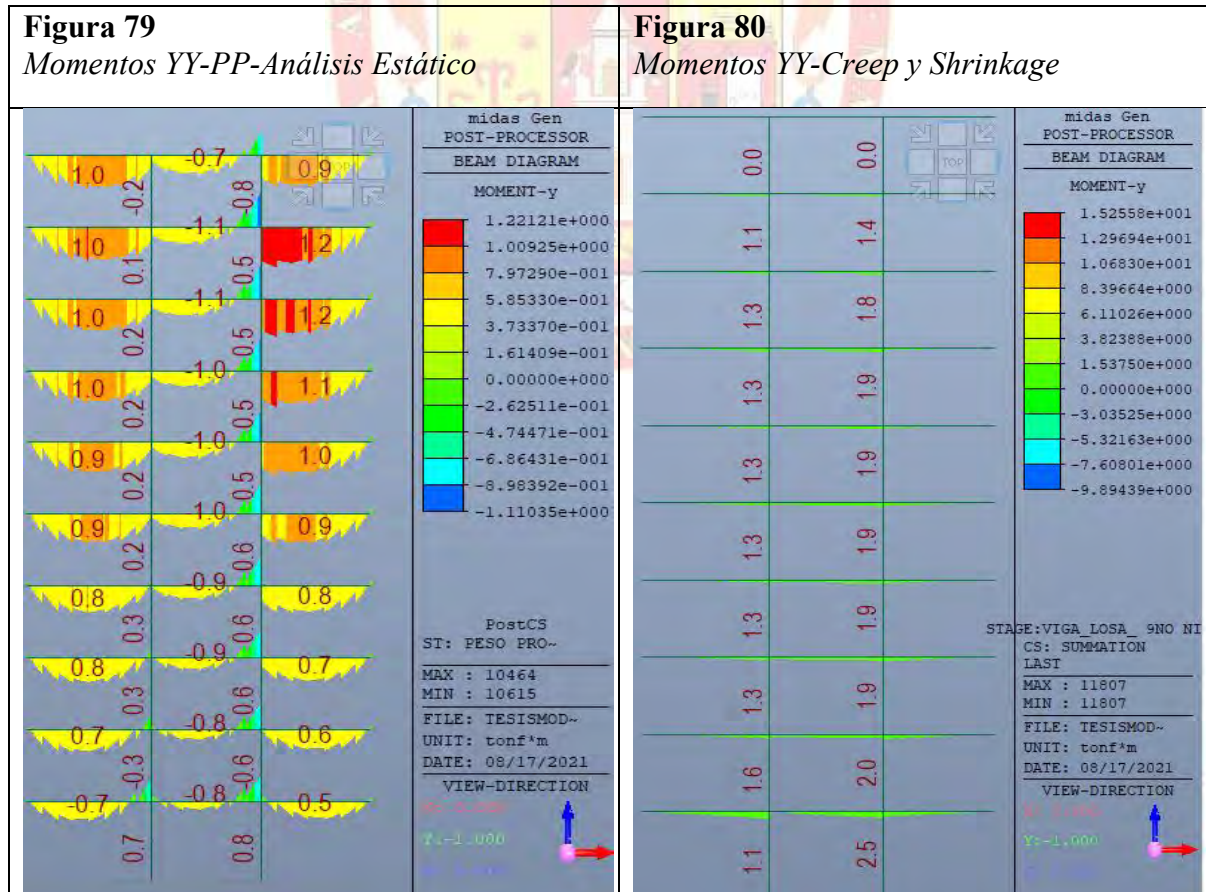 Figura 79
Momentos YY-PP-Análisis Estático
1.0
-0.7
0.9
-0.2
-0.8
1.0
-1.1
1.2
0.1
0.5
1.0
-1.1
1.2
0.2
0.5
1.0
-1.0
1.1
0.2
0.5
0.9
-1.0
1.0
0.2
0.5
0.9
1.0
0.9
0.2
0.6
0.8
-0.9
0.8
0.3
0.6
0.8
-0.9
0.7
0.3
0.6
0.7
-0.8
0.6
-0.3
-0.6
-0.7
-0.8
0.5
0.7
0.8
midas Gen
POST-PROCESSOR
BEAM DIAGRAM
MOMENT-y
1.22121e+000
1.00925e+000
7.97290e-001
5.85330e-001
3.73370e-001
1.61409e-001
0.00000e+000
-2.62511e-001
-4.74471e-001
-6.86431e-001
-8.98392e-001
-1.11035e+000
PostCS
ST: PESO PRO~
MAX : 10464
MIN : 10615
FILE: TESISMOD~
UNIT: tonf*m
DATE: 08/17/2021
VIEW-DIRECTION
Y:-1.000
Figura 80
Momentos YY-Creep y Shrinkage
TOP
0.0
0.0
1.1
1.4
1.3
1.8
1.3
1.9
1.3
1.9
1.3
1.9
1.3
1.9
1.3
1.9
1.6
2.0
1.1
2.5
midas Gen
POST-PROCESSOR
BEAM DIAGRAM
MOMENT-y
1.52558e+001
1.29694e+001
1.06830e+001
8.39664e+000
6.11026e+000
3.82388e+000
1.53750e+000
0.00000e+000
-3.03525e+000
-5.32163e+000
-7.60801e+000
-9.89439e+000
STAGE:VIGA_LOSA_ 9NO NI
CS: SUMMATION
LAST
MAX : 11807
MIN : 11807
FILE: TESISMOD~
UNIT: tonf*m
DATE: 08/17/2021
VIEW-DIRECTION
Y:-1.000